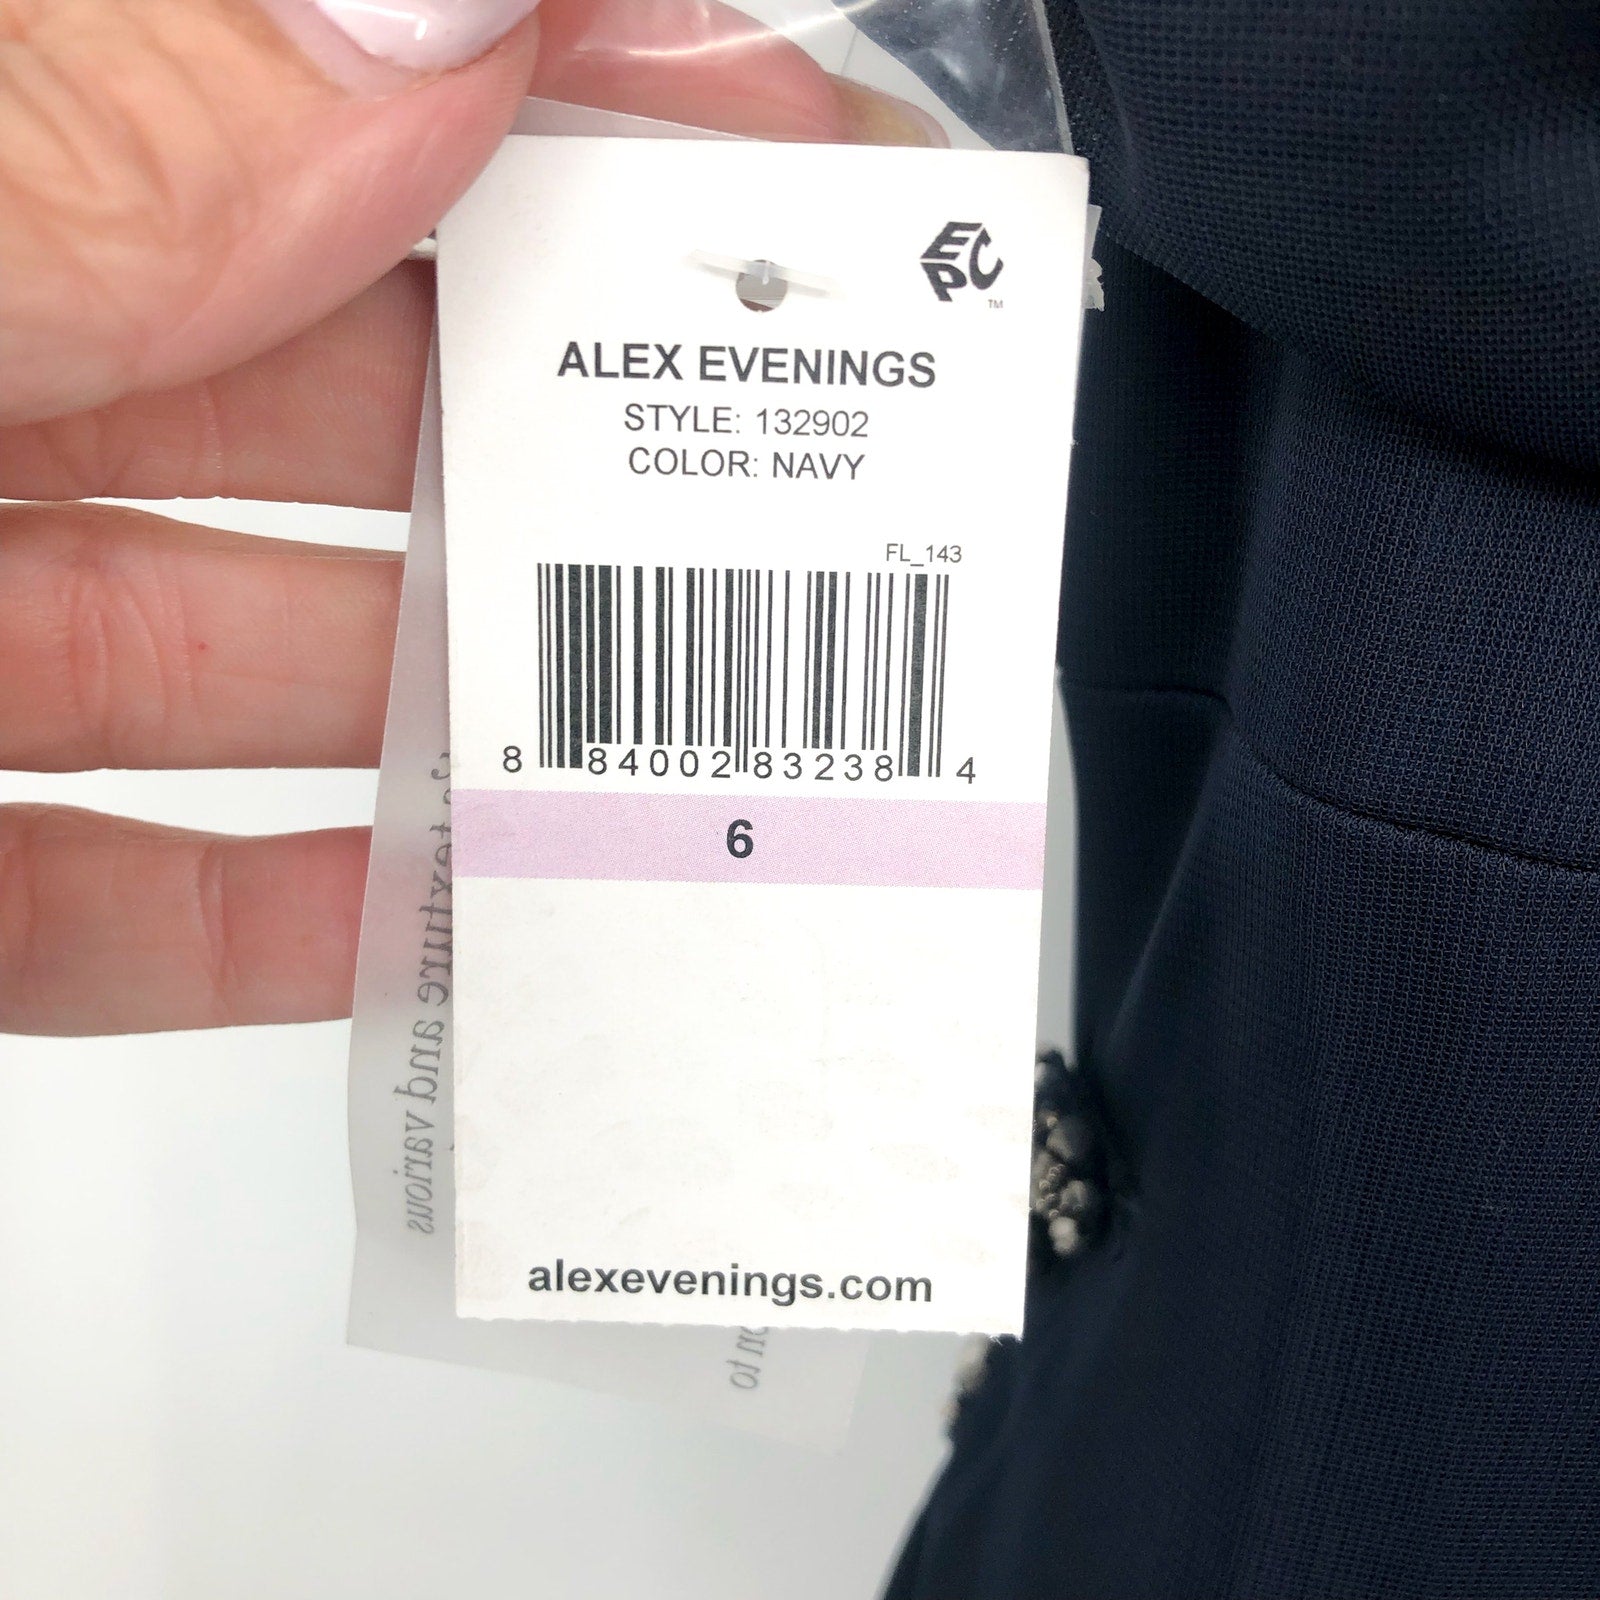 EPC
TM
ALEX EVENINGS
STYLE: 132902
COLOR: NAVY
FL_143
8 84002 83238 4
6
alexevenings.com
texture and various
to